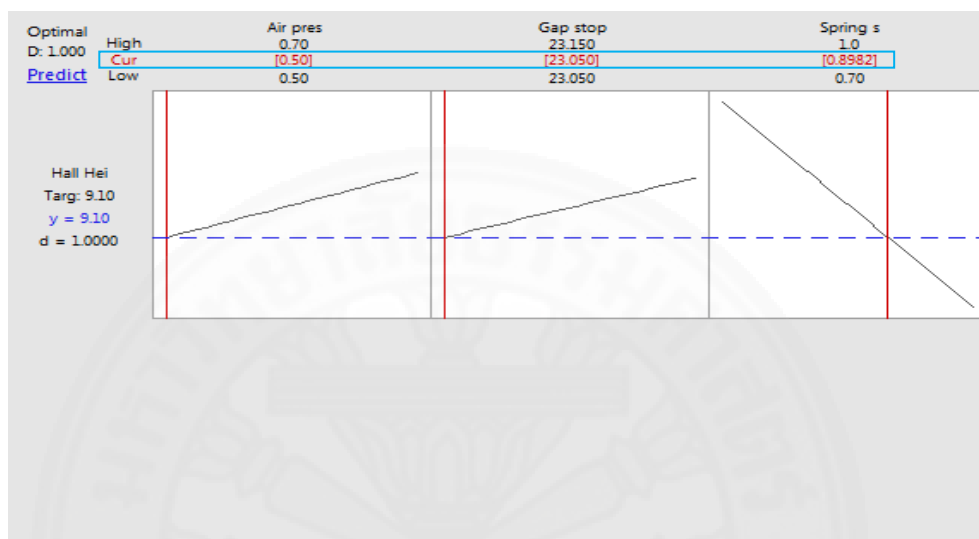 Optimal
D: 1.000
Predict
High
Cur
Low
Air pres
0.70
[0.50]
0.50
Gap stop
23.150
[23.050]
23.050
Spring s
1.0
[0.8982]
0.70
Hall Hei
Targ: 9.10
y = 9.10
d = 1.0000